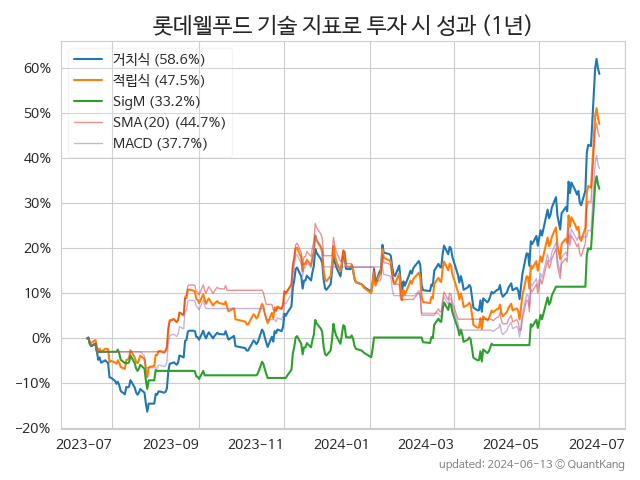 롯데웰푸드 기술 지표로 투자 시 성과 (1년)
거치식 (58.6%)
적립식 (47.5%)
SigM (33.2%)
SMA(20) (44.7%)
MACD (37.7%)
60%
50%
40%
30%
20%
10%
0%
−10%
−20%
2023-07
2023-09
2023-11
2024-01
2024-03
2024-05
2024-07
updated: 2024-06-13 © QuantKang